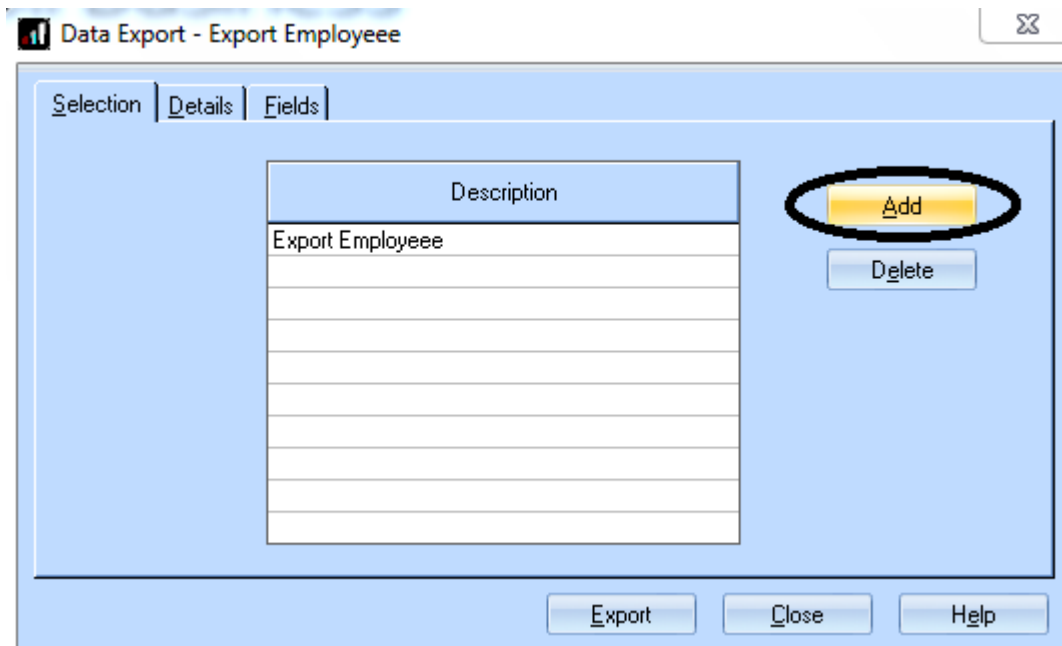 Data Export - Export Employeee
Selection Details Fields
Description
Add
Export Employeee
Delete
Export Close Help